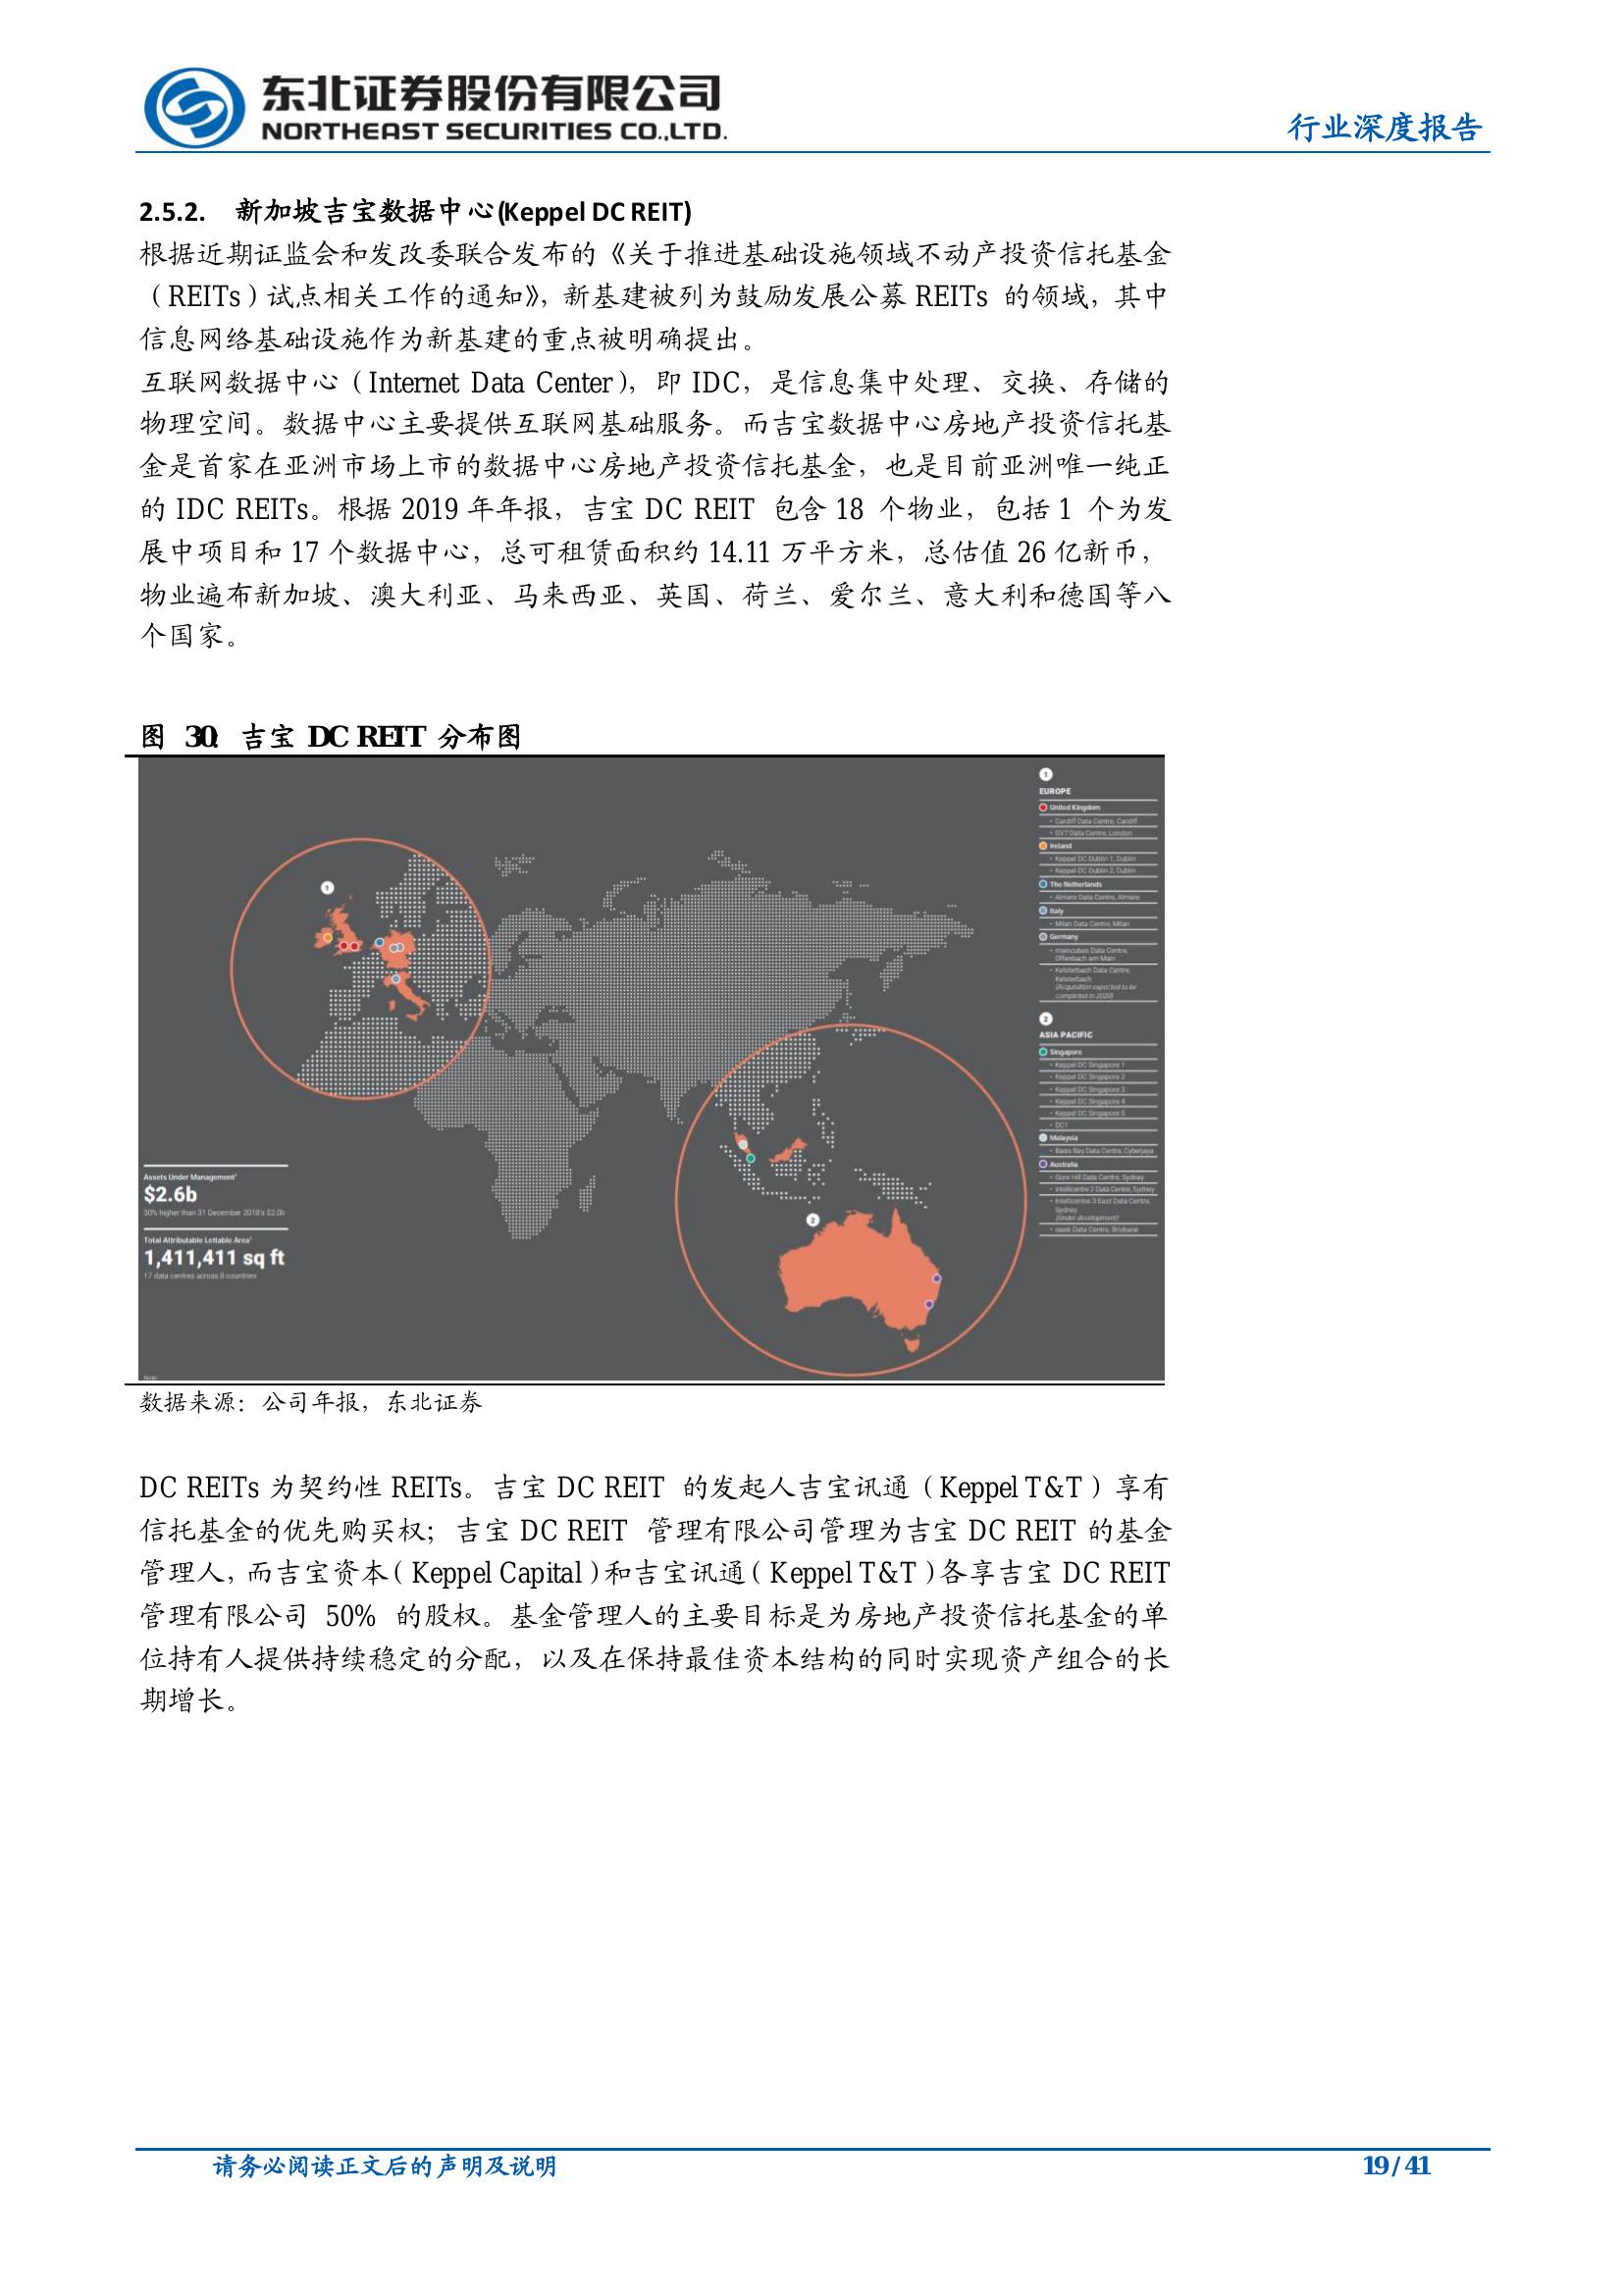 东北证券股份有限公司
NORTHEAST SECURITIES CO.,LTD.
行业深度报告
2.5.2. 新加坡吉宝数据中心(Keppel DC REIT)
根据近期证监会和发改委联合发布的《关于推进基础设施领域不动产投资信托基金
（REITs）试点相关工作的通知》，新基建被列为鼓励发展公募 REITs 的领域，其中
信息网络基础设施作为新基建的重点被明确提出。
互联网数据中心（Internet Data Center），即 IDC，是信息集中处理、交换、存储的
物理空间。数据中心主要提供互联网基础服务。而吉宝数据中心房地产投资信托基
金是首家在亚洲市场上市的数据中心房地产投资信托基金，也是目前亚洲唯一纯正
的 IDC REITs。根据 2019 年年报，吉宝 DC REIT 包含 18 个物业，包括 1 个为发
展中项目和 17 个数据中心，总可租赁面积约 14.11 万平方米，总估值 26 亿新币，
物业遍布新加坡、澳大利亚、马来西亚、英国、荷兰、爱尔兰、意大利和德国等八
个国家。
图 30: 吉宝 DC REIT 分布图
1
2
Assets Under Management¹
$2.6b
30% higher than 31 December 2018's $2.0b
Total Attributable Lettable Area¹
1,411,411 sq ft
17 data centres across 8 countries
Note:
1
EUROPE
United Kingdom
• Cardiff Data Centre, Cardiff
• GV7 Data Centre, London
Ireland
• Keppel DC Dublin 1, Dublin
• Keppel DC Dublin 2, Dublin
The Netherlands
• Almere Data Centre, Almere
Italy
• Milan Data Centre, Milan
Germany
• maincubes Data Centre,
Offenbach am Main
• Kelsterbach Data Centre,
Kelsterbach
(Acquisition expected to be
completed in 2020)
2
ASIA PACIFIC
Singapore
• Keppel DC Singapore 1
• Keppel DC Singapore 2
• Keppel DC Singapore 3
• Keppel DC Singapore 4
• Keppel DC Singapore 5
• DC1
Malaysia
• Basis Bay Data Centre, Cyberjaya
Australia
• Gore Hill Data Centre, Sydney
• Intellicentre 2 Data Centre, Sydney
• Intellicentre 3 East Data Centre,
Sydney
(Under development)
• iseek Data Centre, Brisbane
数据来源：公司年报，东北证券
DC REITs 为契约性 REITs。吉宝 DC REIT 的发起人吉宝讯通（Keppel T&T）享有
信托基金的优先购买权；吉宝 DC REIT 管理有限公司管理为吉宝 DC REIT 的基金
管理人，而吉宝资本（Keppel Capital）和吉宝讯通（Keppel T&T）各享吉宝 DC REIT
管理有限公司 50% 的股权。基金管理人的主要目标是为房地产投资信托基金的单
位持有人提供持续稳定的分配，以及在保持最佳资本结构的同时实现资产组合的长
期增长。
请务必阅读正文后的声明及说明
19 / 41